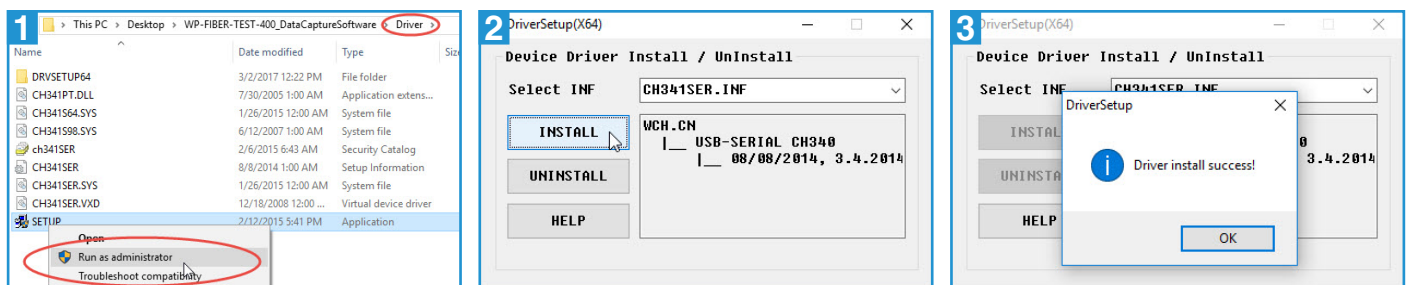 1
> This PC > Desktop > WP-FIBER-TEST-400_DataCaptureSoftware > Driver >
Name Date modified Type Size
DRVSETUP64 3/2/2017 12:22 PM File folder
CH341PT.DLL 7/30/2005 1:00 AM Application extens...
CH341S64.SYS 1/26/2015 12:00 AM System file
CH341S98.SYS 6/12/2007 1:00 AM System file
ch341SER 2/6/2015 6:43 AM Security Catalog
CH341SER 8/8/2014 1:00 AM Setup Information
CH341SER.SYS 1/26/2015 12:00 AM System file
CH341SER.VXD 12/18/2008 12:00 ... Virtual device driver
SETUP 2/12/2015 5:41 PM Application
Open
Run as administrator
Troubleshoot compatibility
2
DriverSetup(X64)
Device Driver Install / UnInstall
Select INF CH341SER.INF
INSTALL
UNINSTALL
HELP
WCH.CN
|__ USB-SERIAL CH340
|__ 08/08/2014, 3.4.2014
3
DriverSetup(X64)
Device Driver Install / UnInstall
Select INF CH341SER.INF
INSTAL
UNINSTA
HELP
0
3.4.2014
DriverSetup
Driver install success!
OK